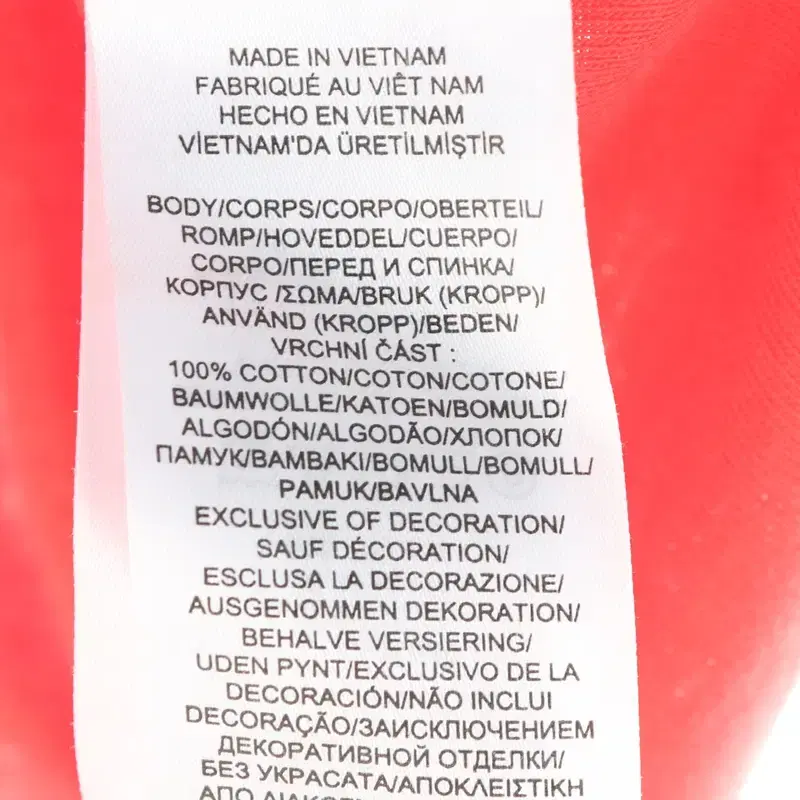 MADE IN VIETNAM
FABRIQUÉ AU VIÊT NAM
HECHO EN VIETNAM
VİETNAM'DA ÜRETİLMİŞTİR
BODY/CORPS/CORPO/OBERTEIL/
ROMP/HOVEDDEL/CUERPO/
CORPO/ПЕРЕД И СПИНКА/
КОРПУС /ΣΩΜΑ/BRUK (KROPP)/
ANVÄND (KROPP)/BEDEN/
VRCHNÍ ČÁST :
100% COTTON/COTON/COTONE/
BAUMWOLLE/KATOEN/BOMULD/
ALGODÓN/ALGODÃO/ХЛОПОК/
ПАМУК/ΒΑΜΒΑΚΙ/BOMULL/BOMULL/
PAMUK/BAVLNA
EXCLUSIVE OF DECORATION/
SAUF DÉCORATION/
ESCLUSA LA DECORAZIONE/
AUSGENOMMEN DEKORATION/
BEHALVE VERSIERING/
UDEN PYNT/EXCLUSIVO DE LA
DECORACIÓN/NÃO INCLUI
DECORAÇÃO/ЗАИСКЛЮЧЕНИЕМ
ДЕКОРАТИВНОЙ ОТДЕЛКИ/
БЕЗ УКРАСАТА/ΑΠΟΚΛΕΙΣΤΙΚΗ
ΑΠΟ